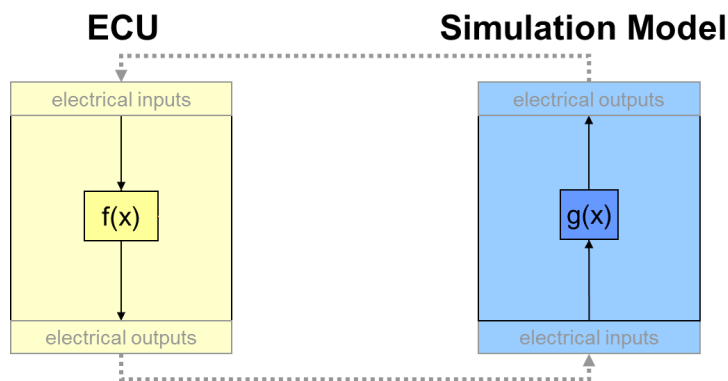 ECU
Simulation Model
electrical inputs
electrical outputs
f(x)
g(x)
electrical outputs
electrical inputs